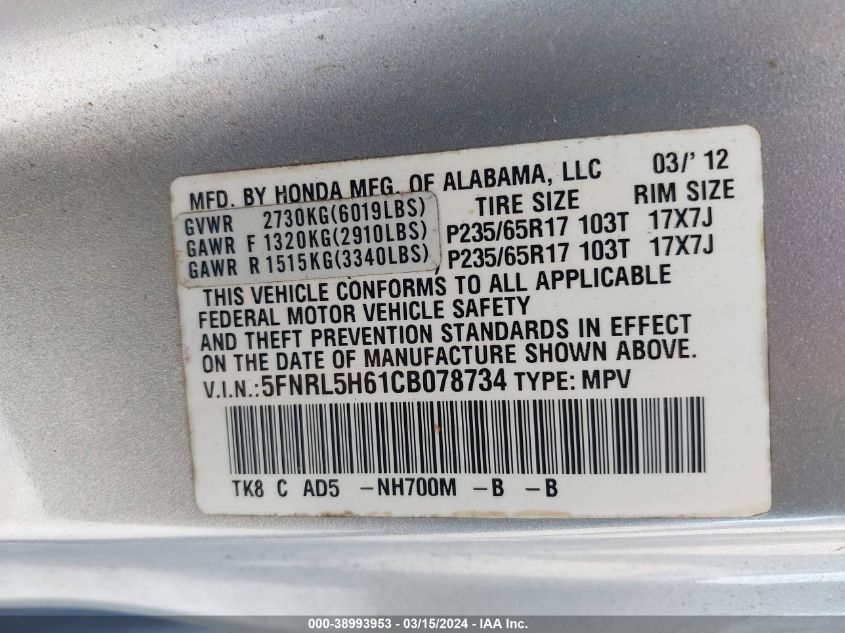 MFD. BY HONDA MFG. OF ALABAMA, LLC 03/'12
GVWR 2730KG(6019LBS) TIRE SIZE RIM SIZE
GAWR F 1320KG(2910LBS) P235/65R17 103T 17X7J
GAWR R 1515KG(3340LBS) P235/65R17 103T 17X7J
THIS VEHICLE CONFORMS TO ALL APPLICABLE
FEDERAL MOTOR VEHICLE SAFETY
AND THEFT PREVENTION STANDARDS IN EFFECT
ON THE DATE OF MANUFACTURE SHOWN ABOVE.
V.I.N.:5FNRL5H61CB078734 TYPE: MPV
TK8 C AD5 -NH700M -B -B
000-38993953 - 03/15/2024 - IAA Inc.